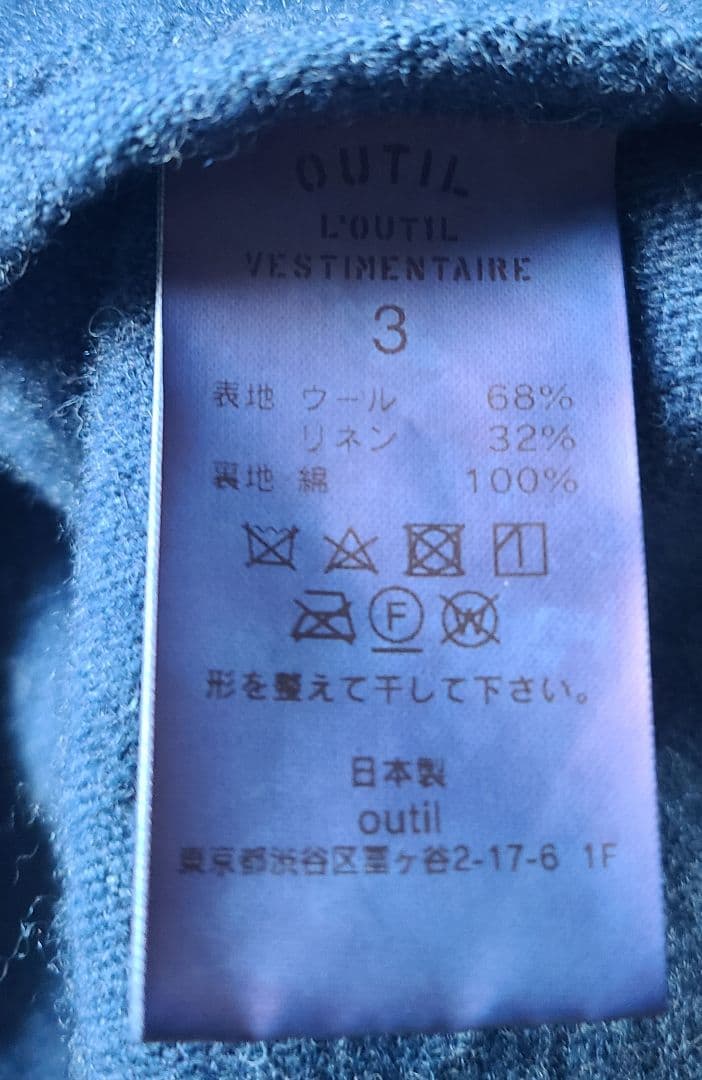 OUTIL
L'OUTIL
VESTIMENTAIRE
3
表地 ウール 68%
リネン 32%
裏地 綿 100%
F W
形を整えて干して下さい。
日本製
outil
東京都渋谷区富ヶ谷2-17-6 1F